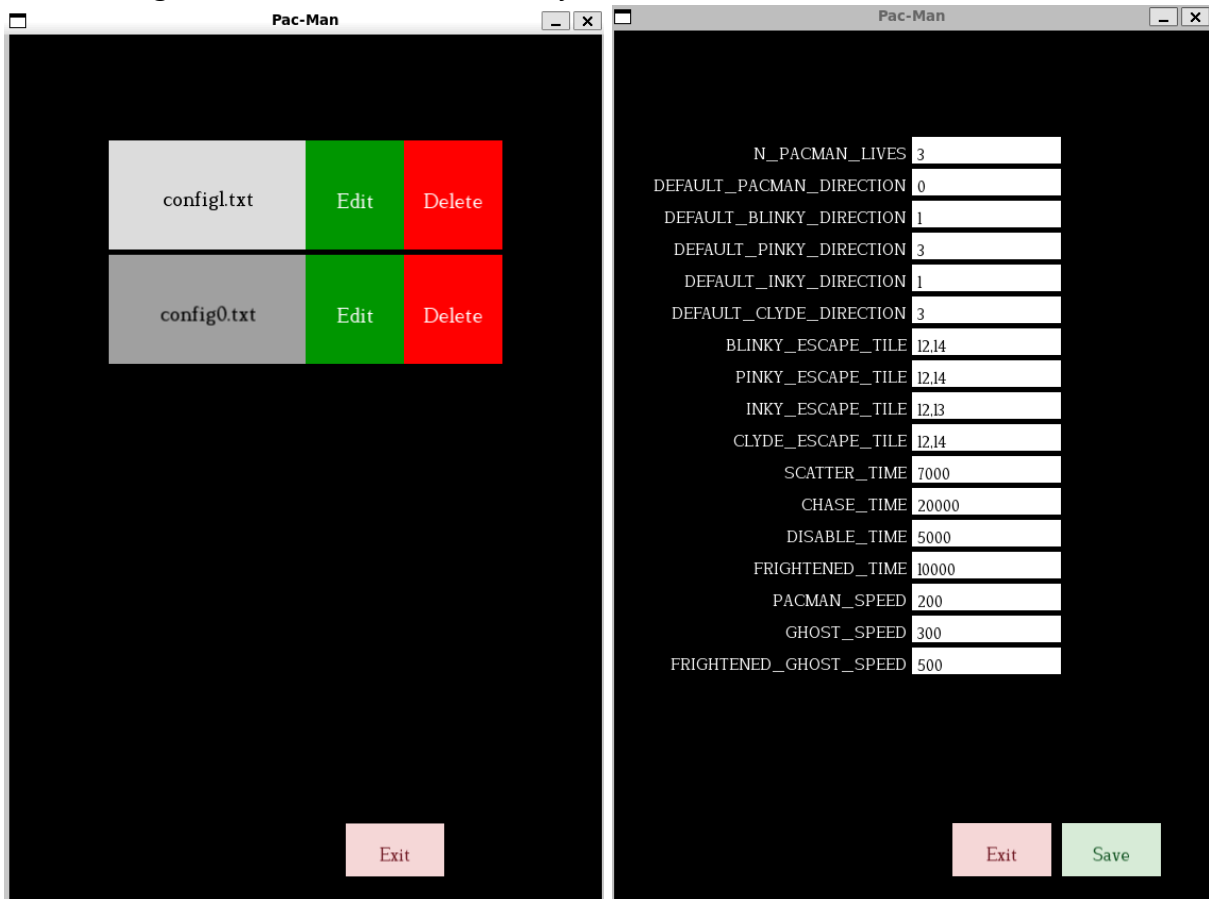 Pac-Man
config1.txt Edit Delete
config0.txt Edit Delete
Exit
Pac-Man
N_PACMAN_LIVES 3
DEFAULT_PACMAN_DIRECTION 0
DEFAULT_BLINKY_DIRECTION 1
DEFAULT_PINKY_DIRECTION 3
DEFAULT_INKY_DIRECTION 1
DEFAULT_CLYDE_DIRECTION 3
BLINKY_ESCAPE_TILE 12,14
PINKY_ESCAPE_TILE 12,14
INKY_ESCAPE_TILE 12,13
CLYDE_ESCAPE_TILE 12,14
SCATTER_TIME 7000
CHASE_TIME 20000
DISABLE_TIME 5000
FRIGHTENED_TIME 10000
PACMAN_SPEED 200
GHOST_SPEED 300
FRIGHTENED_GHOST_SPEED 500
Exit Save